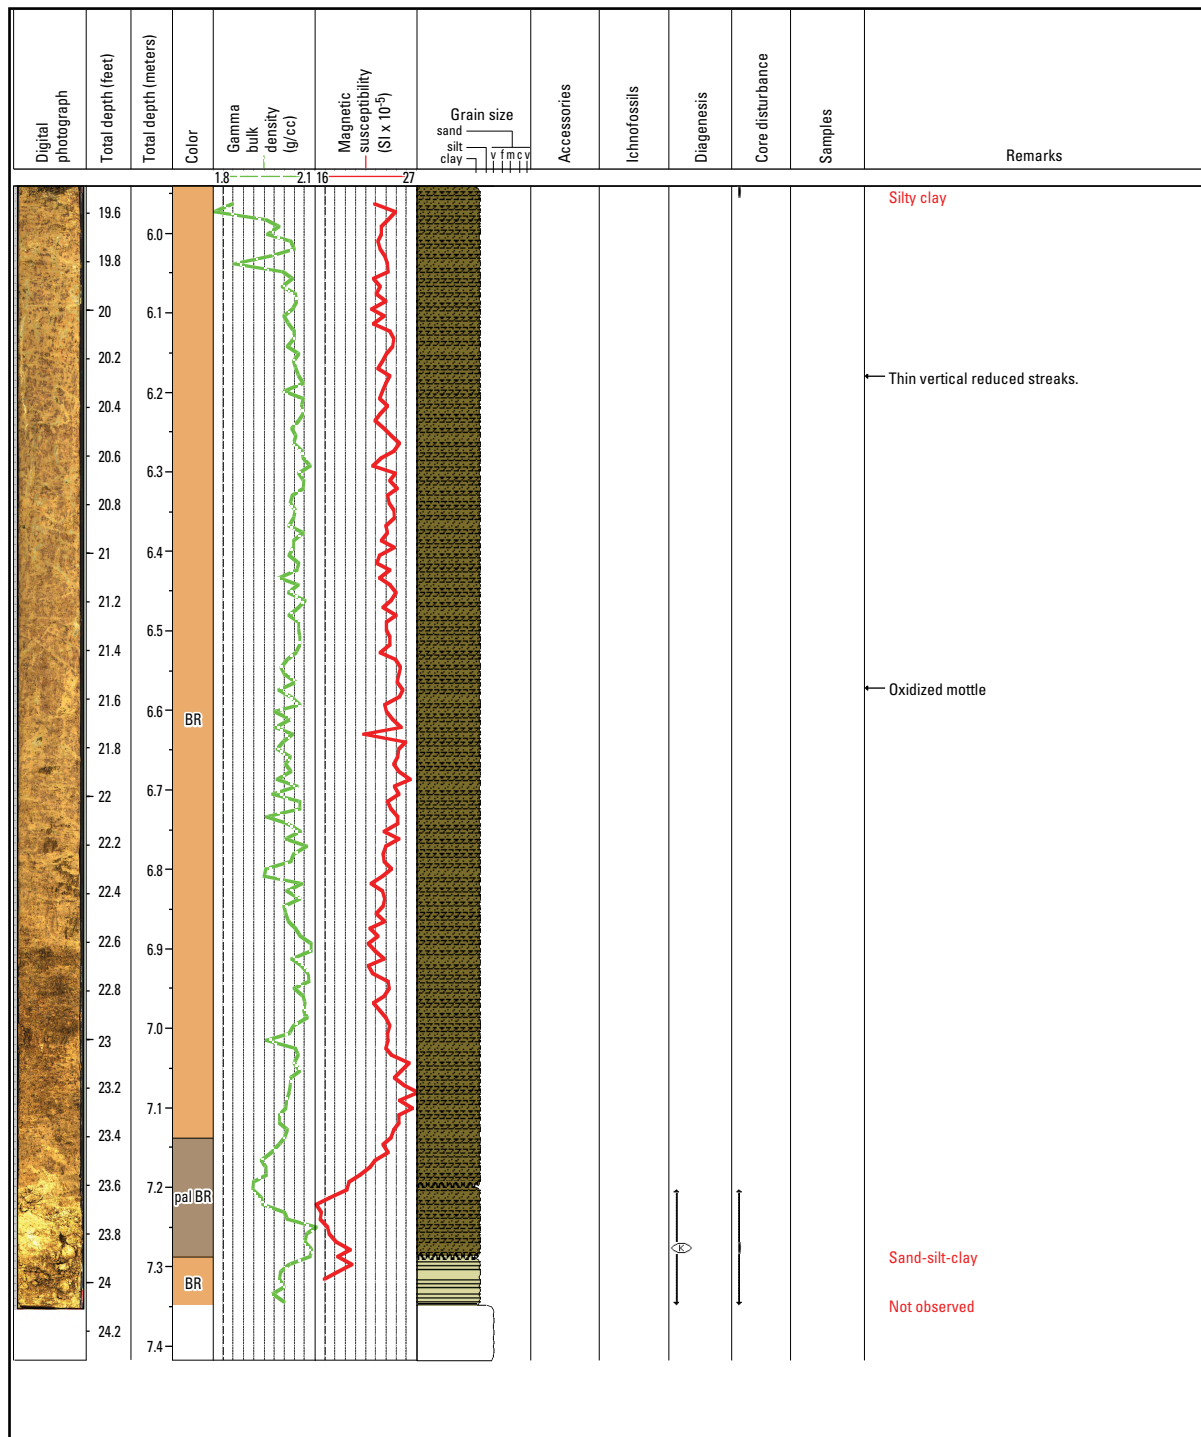 Digital
photograph
Total depth (feet)
Total depth (meters)
Color
Gamma
bulk
density
(g/cc)
Magnetic
susceptibility
(SI x 10-5)
Grain size
sand
silt
clay
v f m c v
Accessories
Ichnofossils
Diagenesis
Core disturbance
Samples
Remarks
1.8
2.1
16
27
Silty clay
19.6
6.0
19.8
20
6.1
20.2
Thin vertical reduced streaks.
6.2
20.4
20.6
6.3
20.8
21
6.4
21.2
6.5
21.4
21.6
Oxidized mottle
6.6
BR
21.8
6.7
22
22.2
6.8
22.4
22.6
6.9
22.8
7.0
23
23.2
7.1
23.4
23.6
7.2
pal BR
23.8
K
Sand-silt-clay
7.3
24
BR
Not observed
24.2
7.4